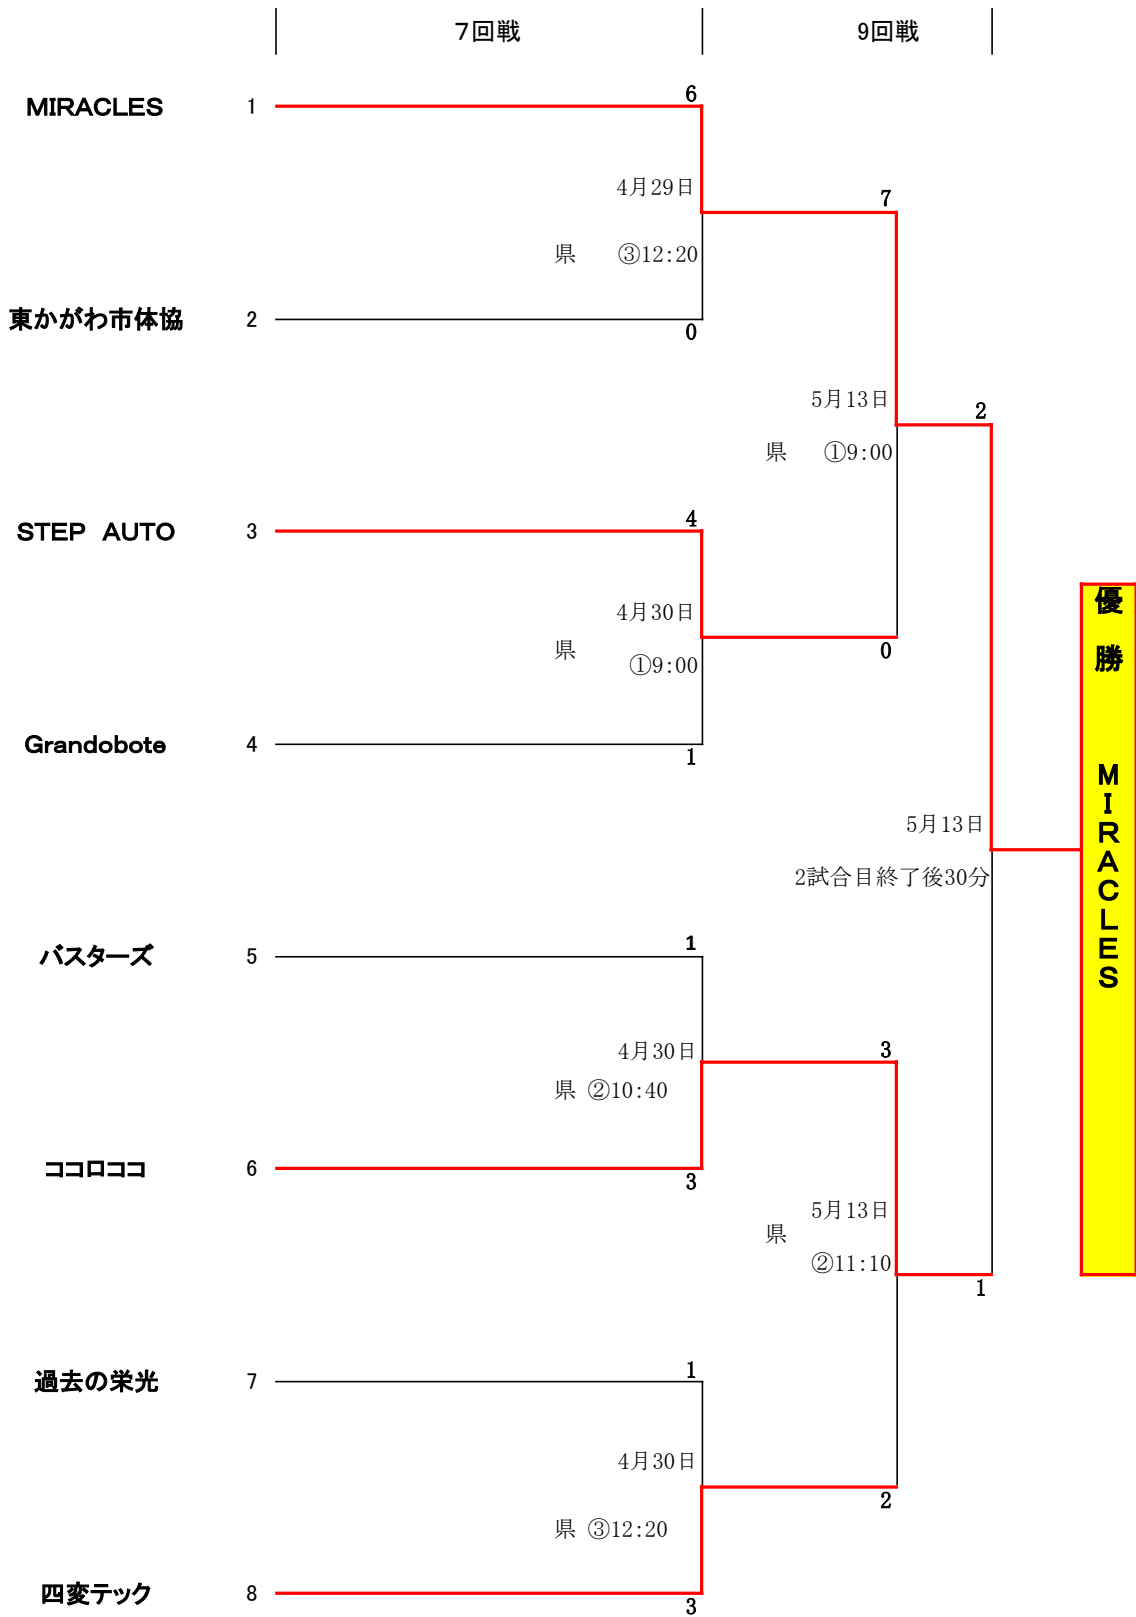 ７回戦
9回戦
MIRACLES
1
6
4月29日
7
県 ③12:20
東かがわ市体協
2
0
5月13日
2
県 ①9:00
STEP　AUTO
3
4
4月30日
県
①9:00
0
Grandobote
4
1
優勝　MIRACLES
5月13日
2試合目終了後30分
バスターズ
5
1
4月30日
3
県 ②10:40
ココロココ
6
3
5月13日
県
②11:10
1
過去の栄光
7
1
4月30日
2
県 ③12:20
四変テック
8
3